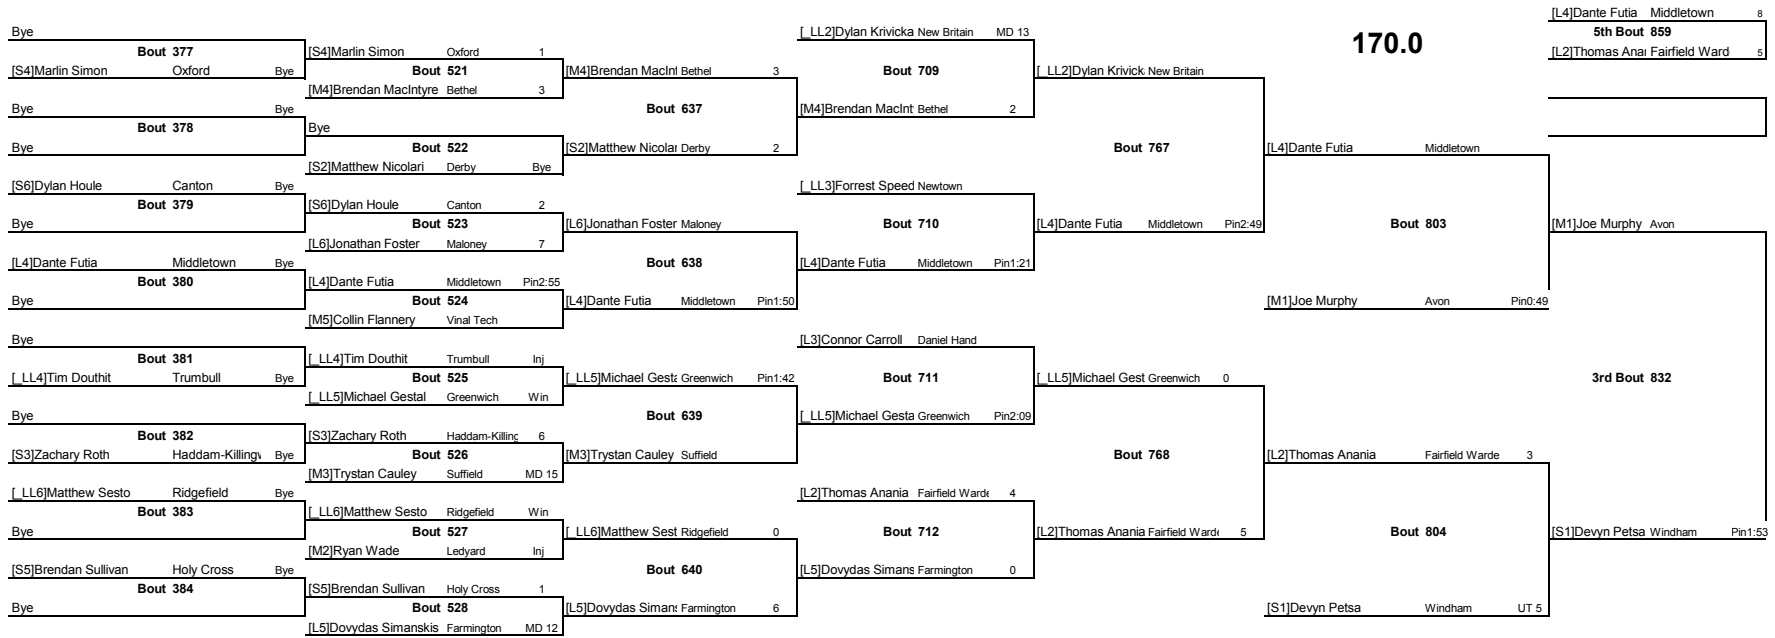 [L4]Dante Futia Middletown 8
Bye [_LL2]Dylan Krivicka New Britain MD 13 5th Bout 859
Bout 377 [S4]Marlin Simon Oxford 1 170.0 [L2]Thomas Anai Fairfield Ward 5
[S4]Marlin Simon Oxford Bye Bout 521 [M4]Brendan MacInt Bethel 3 Bout 709 [_LL2]Dylan Krivick New Britain
[M4]Brendan MacIntyre Bethel 3
Bye Bye Bout 637 [M4]Brendan MacInt Bethel 2
Bout 378 Bye
Bye Bout 522 [S2]Matthew Nicolar Derby 2 Bout 767 [L4]Dante Futia Middletown
[S2]Matthew Nicolari Derby Bye
[S6]Dylan Houle Canton Bye [_LL3]Forrest Speed Newtown
Bout 379 [S6]Dylan Houle Canton 2
Bye Bout 523 [L6]Jonathan Foster Maloney Bout 710 [L4]Dante Futia Middletown Pin2:49 Bout 803 [M1]Joe Murphy Avon
[L6]Jonathan Foster Maloney 7
[L4]Dante Futia Middletown Bye Bout 638 [L4]Dante Futia Middletown Pin1:21
Bout 380 [L4]Dante Futia Middletown Pin2:55
Bye Bout 524 [L4]Dante Futia Middletown Pin1:50 [M1]Joe Murphy Avon Pin0:49
[M5]Collin Flannery Vinal Tech
Bye [L3]Connor Carroll Daniel Hand
Bout 381 [_LL4]Tim Douthit Trumbull Inj
[_LL4]Tim Douthit Trumbull Bye Bout 525 [_LL5]Michael Gesta Greenwich Pin1:42 Bout 711 [_LL5]Michael Gest Greenwich 0 3rd Bout 832
[_LL5]Michael Gestal Greenwich Win
Bye Bout 639 [_LL5]Michael Gesta Greenwich Pin2:09
Bout 382 [S3]Zachary Roth Haddam-Killing 6
[S3]Zachary Roth Haddam-Killingw Bye Bout 526 [M3]Trystan Cauley Suffield Bout 768 [L2]Thomas Anania Fairfield Warde 3
[M3]Trystan Cauley Suffield MD 15
[_LL6]Matthew Sesto Ridgefield Bye [L2]Thomas Anania Fairfield Warde 4
Bout 383 [_LL6]Matthew Sesto Ridgefield Win
Bye Bout 527 [_LL6]Matthew Sest Ridgefield 0 Bout 712 [L2]Thomas Anania Fairfield Warde 5 Bout 804 [S1]Devyn Petsa Windham Pin1:53
[M2]Ryan Wade Ledyard Inj
[S5]Brendan Sullivan Holy Cross Bye Bout 640 [L5]Dovydas Simans Farmington 0
Bout 384 [S5]Brendan Sullivan Holy Cross 1
Bye Bout 528 [L5]Dovydas Simans Farmington 6 [S1]Devyn Petsa Windham UT 5
[L5]Dovydas Simanskis Farmington MD 12